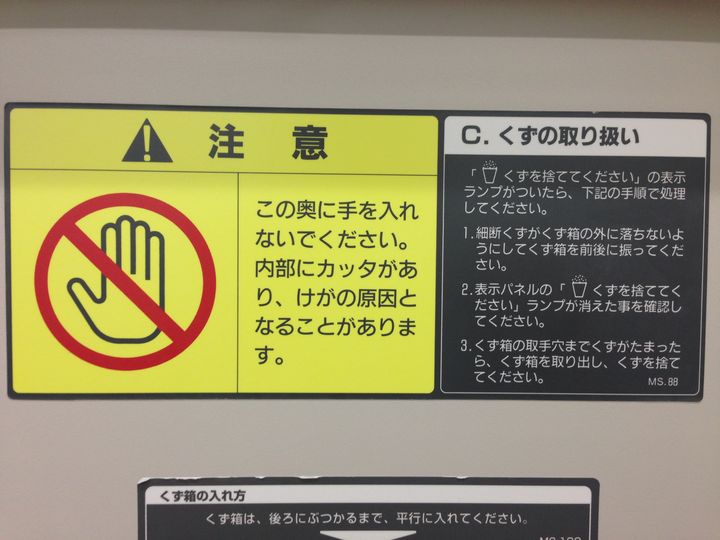 注 意
この奥に手を入れ
ないでください。
内部にカッタがあ
り、けがの原因と
なることがありま
す。
C. くずの取り扱い
「 くずを捨ててください」の表示
ランプがついたら、下記の手順で処理
してください。
1. 細断くずがくず箱の外に落ちないよ
うにしてくず箱を前後に振ってくだ
さい。
2. 表示パネルの「 くずを捨ててく
ださい」ランプが消えた事を確認し
てください。
3. くず箱の取手穴までくずがたまった
ら、くず箱を取り出し、くずを捨て
てください。
MS.88
くず箱の入れ方
くず箱は、後ろにぶつかるまで、平行に入れてください。